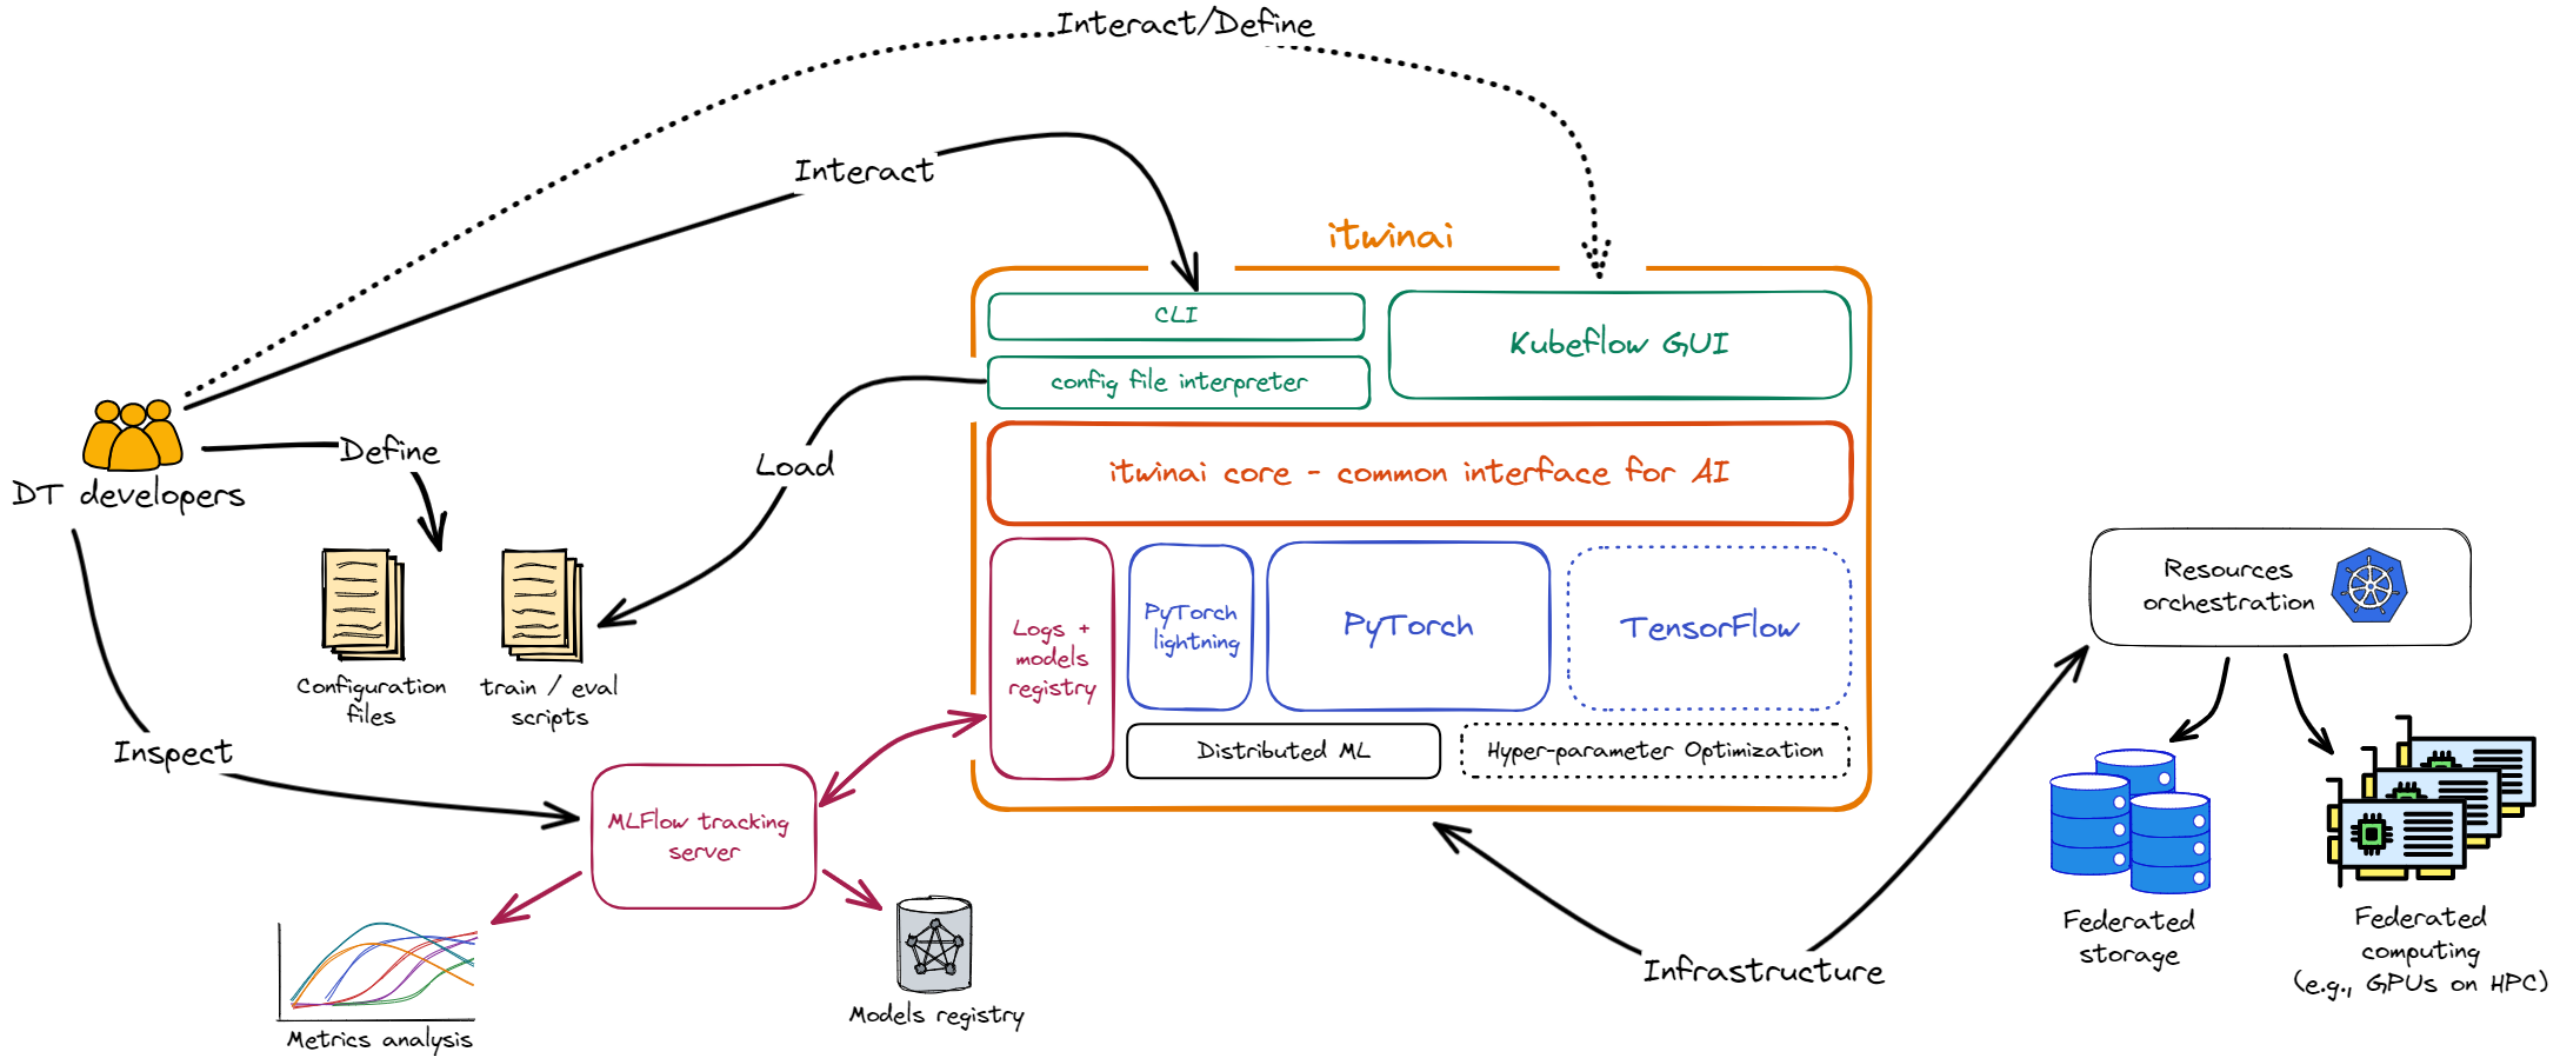 Interact/Define
Interact
itwinai
CLI
Kubeflow GUI
config file interpreter
Define
Load
DT developers
itwinai core - common interface for AI
Resources
orchestration
PyTorch
lightning
PyTorch
TensorFlow
Logs +
models
registry
Configuration
files
train / eval
scripts
Inspect
Distributed ML
Hyper-parameter Optimization
MLFlow tracking
server
Federated
storage
Federated
computing
(e.g., GPUs on HPC)
Infrastructure
Models registry
Metrics analysis